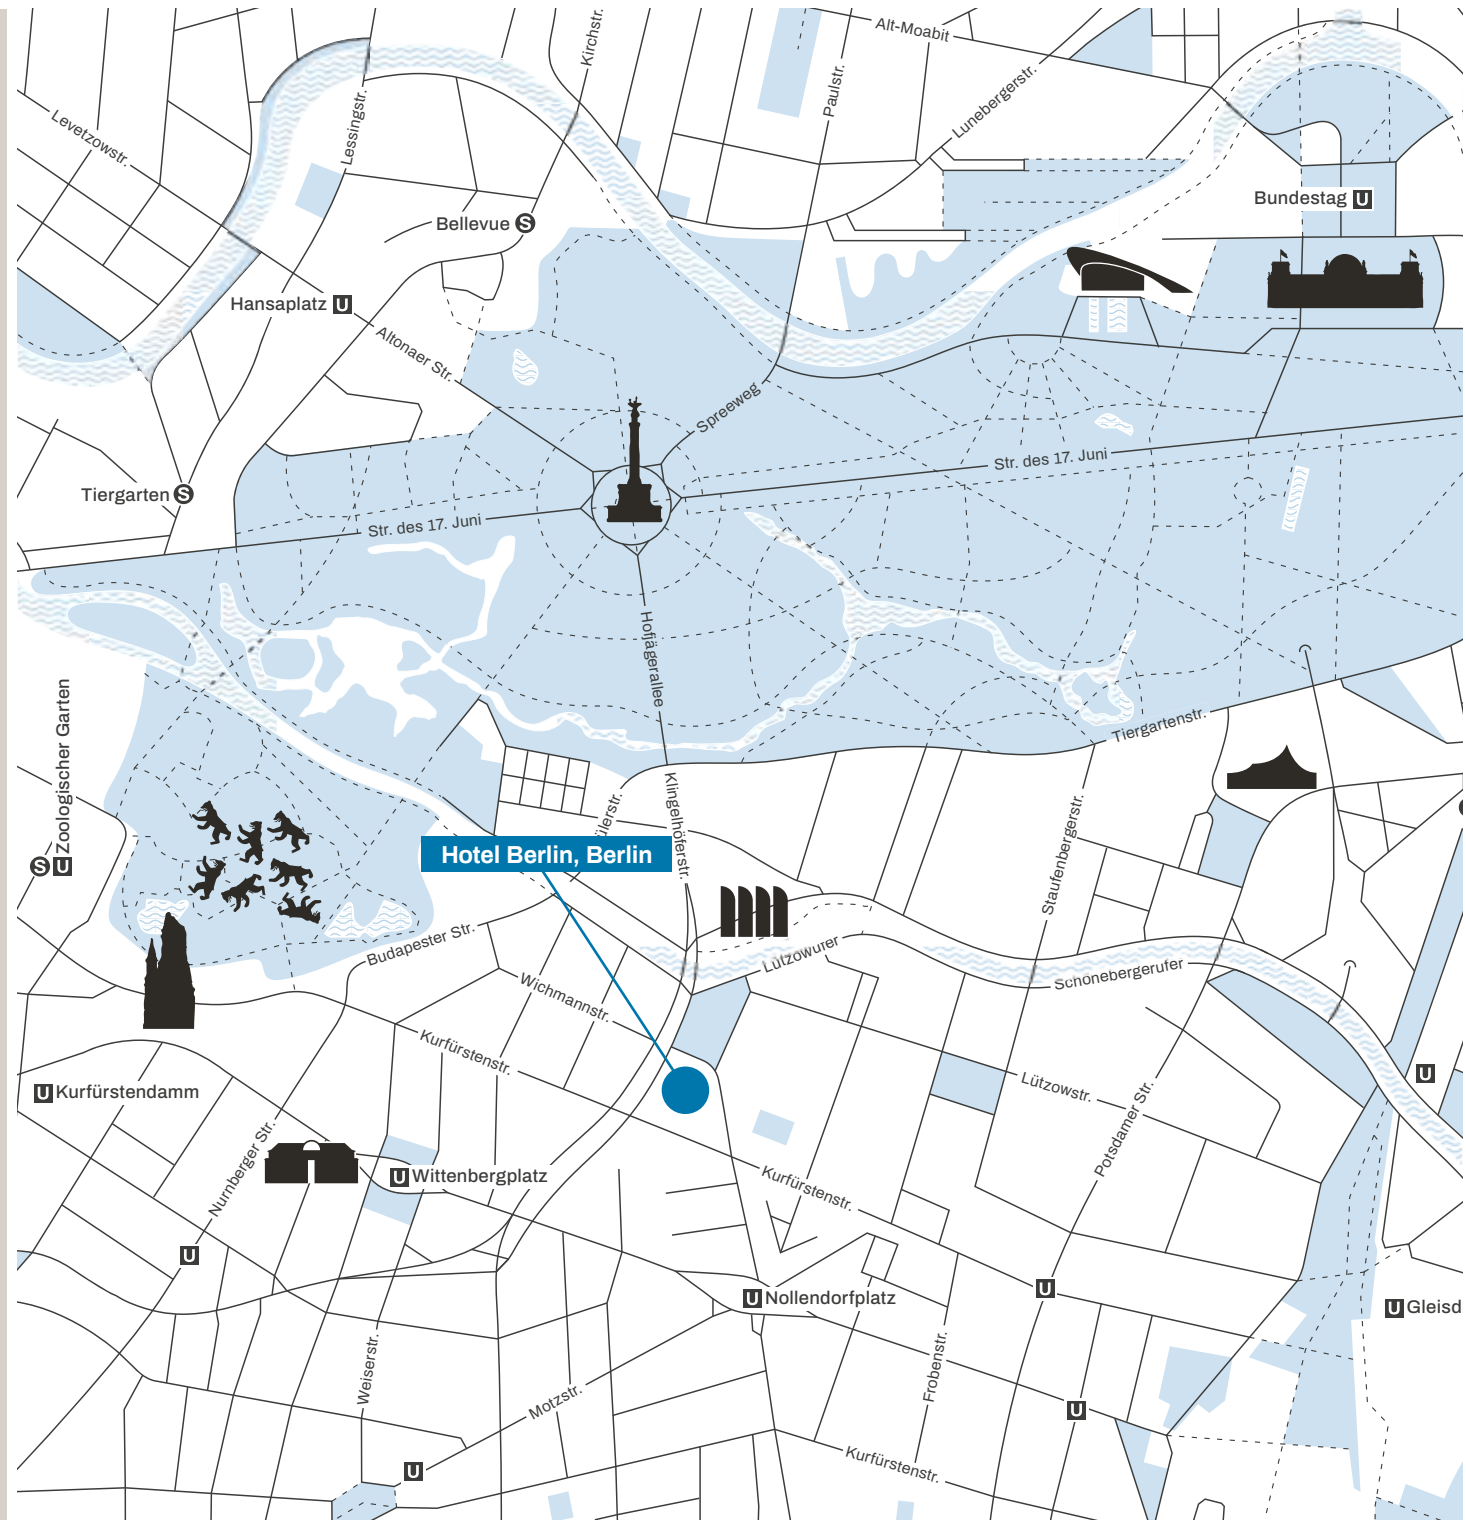 Kirchstr.
Alt-Moabit
Paulstr.
Lunebergerstr.
Levetzowstr.
Lessingstr.
Bundestag U
Bellevue S
Hansaplatz U
Altonaer Str.
Spreeweg
Str. des 17. Juni
Tiergarten S
Str. des 17. Juni
Hofjägerallee
Tiergartenstr.
Zoologischer Garten
S U
Klingelhöferstr.
ülerstr.
Hotel Berlin, Berlin
Staufenbergerstr.
Budapester Str.
Lützowufer
Schönebergerufer
Wichmannstr.
Kurfürstenstr.
Lützowstr.
U
U Kurfürstendamm
Potsdamer Str.
Nurnberger Str.
U Wittenbergplatz
Kurfürstenstr.
U
U
U Nollendorfplatz
U Gleisd
Weiserstr.
Frobenstr.
Motzstr.
U
U
Kurfürstenstr.